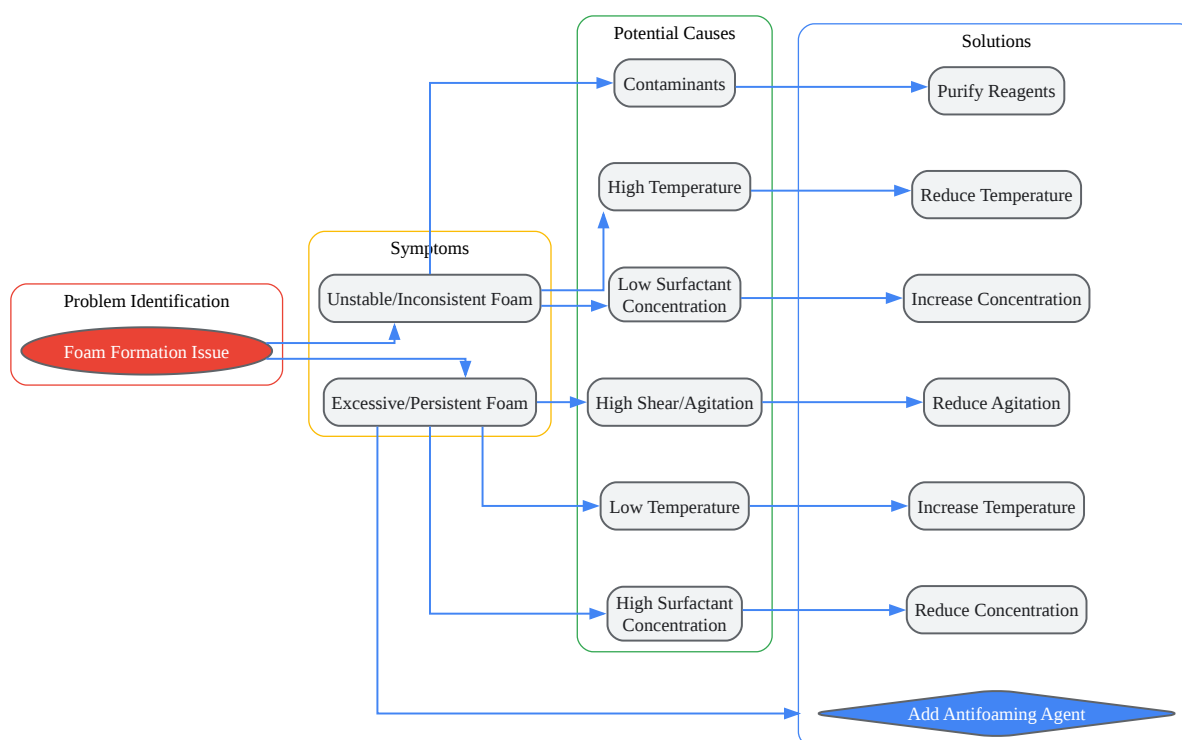 Potential Causes
Solutions
Contaminants
Purify Reagents
High Temperature
Reduce Temperature
Symptoms
Unstable/Inconsistent Foam
Low Surfactant
Concentration
Increase Concentration
Problem Identification
Foam Formation Issue
Excessive/Persistent Foam
High Shear/Agitation
Reduce Agitation
Low Temperature
Increase Temperature
High Surfactant
Concentration
Reduce Concentration
Add Antifoaming Agent